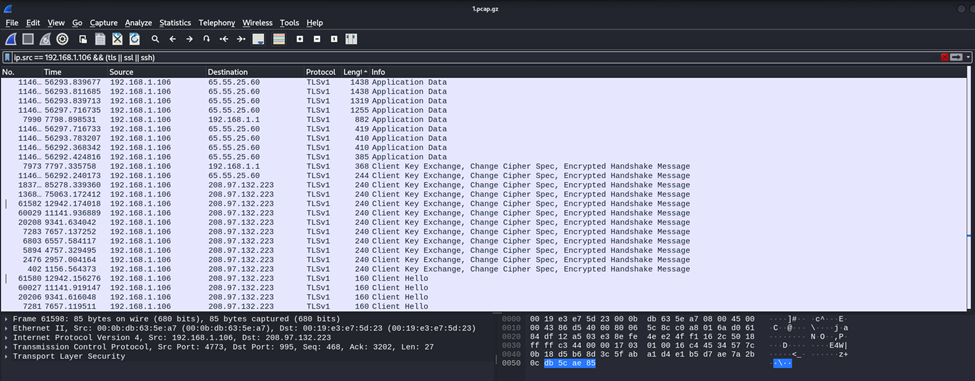 1.pcap.gz
File Edit View Go Capture Analyze Statistics Telephony Wireless Tools Help
ip.src == 192.168.1.106 && (tls || ssl || ssh)
No. Time Source Destination Protocol Lengt Info
1146… 56293.839677 192.168.1.106 65.55.25.60 TLSv1 1438 Application Data
1146… 56293.811685 192.168.1.106 65.55.25.60 TLSv1 1438 Application Data
1146… 56293.839713 192.168.1.106 65.55.25.60 TLSv1 1319 Application Data
1146… 56297.716735 192.168.1.106 65.55.25.60 TLSv1 1255 Application Data
7990 7798.898531 192.168.1.106 192.168.1.1 TLSv1 882 Application Data
1146… 56297.716733 192.168.1.106 65.55.25.60 TLSv1 419 Application Data
1146… 56293.783207 192.168.1.106 65.55.25.60 TLSv1 410 Application Data
1146… 56292.368342 192.168.1.106 65.55.25.60 TLSv1 410 Application Data
1146… 56292.424816 192.168.1.106 65.55.25.60 TLSv1 385 Application Data
7973 7797.335758 192.168.1.106 192.168.1.1 TLSv1 368 Client Key Exchange, Change Cipher Spec, Encrypted Handshake Message
1146… 56292.240173 192.168.1.106 65.55.25.60 TLSv1 244 Client Key Exchange, Change Cipher Spec, Encrypted Handshake Message
1837… 85278.339360 192.168.1.106 208.97.132.223 TLSv1 240 Client Key Exchange, Change Cipher Spec, Encrypted Handshake Message
1368… 75063.172412 192.168.1.106 208.97.132.223 TLSv1 240 Client Key Exchange, Change Cipher Spec, Encrypted Handshake Message
61582 12942.174018 192.168.1.106 208.97.132.223 TLSv1 240 Client Key Exchange, Change Cipher Spec, Encrypted Handshake Message
60029 11141.936889 192.168.1.106 208.97.132.223 TLSv1 240 Client Key Exchange, Change Cipher Spec, Encrypted Handshake Message
20208 9341.634042 192.168.1.106 208.97.132.223 TLSv1 240 Client Key Exchange, Change Cipher Spec, Encrypted Handshake Message
7283 7657.137252 192.168.1.106 208.97.132.223 TLSv1 240 Client Key Exchange, Change Cipher Spec, Encrypted Handshake Message
6803 6557.584117 192.168.1.106 208.97.132.223 TLSv1 240 Client Key Exchange, Change Cipher Spec, Encrypted Handshake Message
5894 4757.329495 192.168.1.106 208.97.132.223 TLSv1 240 Client Key Exchange, Change Cipher Spec, Encrypted Handshake Message
2476 2957.004164 192.168.1.106 208.97.132.223 TLSv1 240 Client Key Exchange, Change Cipher Spec, Encrypted Handshake Message
402 1156.564373 192.168.1.106 208.97.132.223 TLSv1 240 Client Key Exchange, Change Cipher Spec, Encrypted Handshake Message
61580 12942.156276 192.168.1.106 208.97.132.223 TLSv1 160 Client Hello
60027 11141.919147 192.168.1.106 208.97.132.223 TLSv1 160 Client Hello
20206 9341.616048 192.168.1.106 208.97.132.223 TLSv1 160 Client Hello
7281 7657.119511 192.168.1.106 208.97.132.223 TLSv1 160 Client Hello
Frame 61598: 85 bytes on wire (680 bits), 85 bytes captured (680 bits)
Ethernet II, Src: 00:0b:db:63:5e:a7 (00:0b:db:63:5e:a7), Dst: 00:19:e3:e7:5d:23 (00:19:e3:e7:5d:23)
Internet Protocol Version 4, Src: 192.168.1.106, Dst: 208.97.132.223
Transmission Control Protocol, Src Port: 4773, Dst Port: 995, Seq: 468, Ack: 3202, Len: 27
Transport Layer Security
0000 00 19 e3 e7 5d 23 00 0b db 63 5e a7 08 00 45 00 ····]#·· ·c^···E·
0010 00 43 86 d5 40 00 80 06 5c 8c c0 a8 01 6a d0 61 ·C··@··· \····j·a
0020 84 df 12 a5 03 e3 8e fe 4e e2 4f f1 16 2c 50 18 ········ N·O··,P·
0030 ff ff c3 44 00 00 17 03 01 00 16 c4 45 34 57 7c ···D···· ····E4W|
0040 0b 18 d5 b6 8d 3c 5f ab a1 d4 e1 b5 d7 ae 7a 2b ·····<_· ······z+
0050 0c db 5c ae 85 ··\··